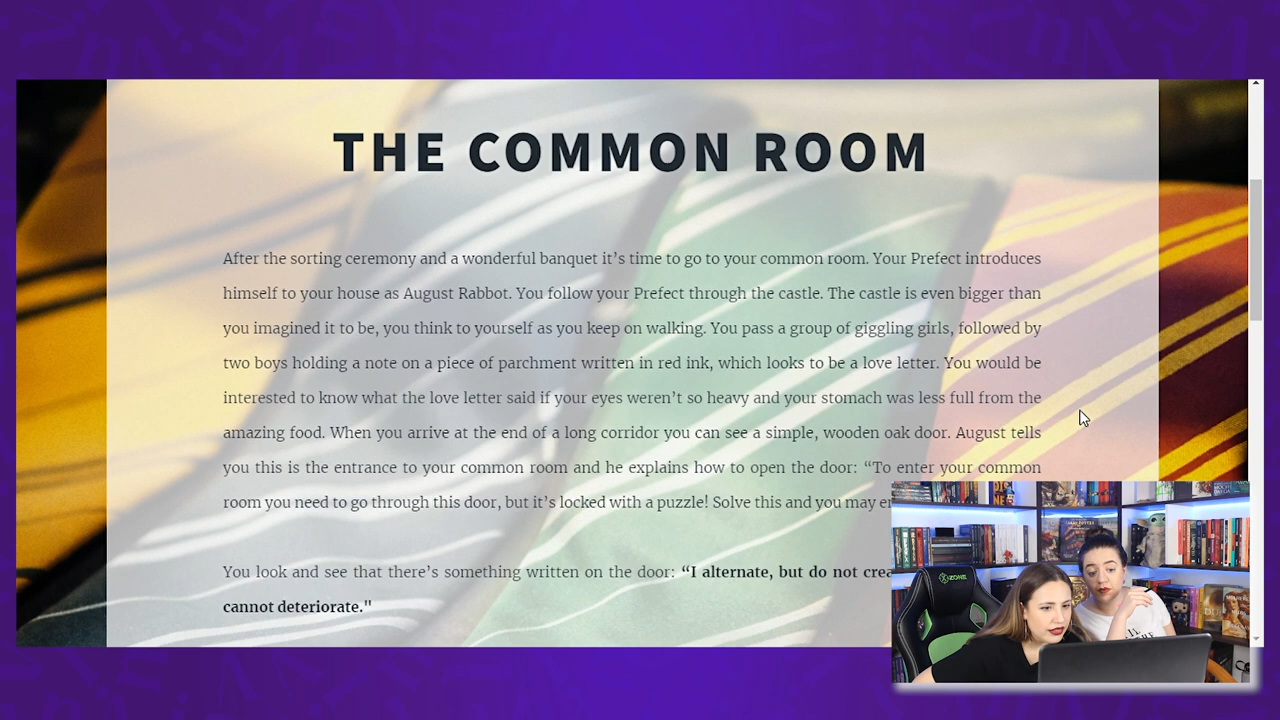 THE COMMON ROOM
After the sorting ceremony and a wonderful banquet it's time to go to your common room. Your Prefect introduces
himself to your house as August Rabbot. You follow your Prefect through the castle. The castle is even bigger than
you imagined it to be, you think to yourself as you keep on walking. You pass a group of giggling girls, followed by
two boys holding a note on a piece of parchment written in red ink, which looks to be a love letter. You would be
interested to know what the love letter said if your eyes weren't so heavy and your stomach was less full from the
amazing food. When you arrive at the end of a long corridor you can see a simple, wooden oak door. August tells
you this is the entrance to your common room and he explains how to open the door: “To enter your common
room you need to go through this door, but it's locked with a puzzle! Solve this and you may
You look and see that there's something written on the door: “I alternate, but do not
cannot deteriorate."